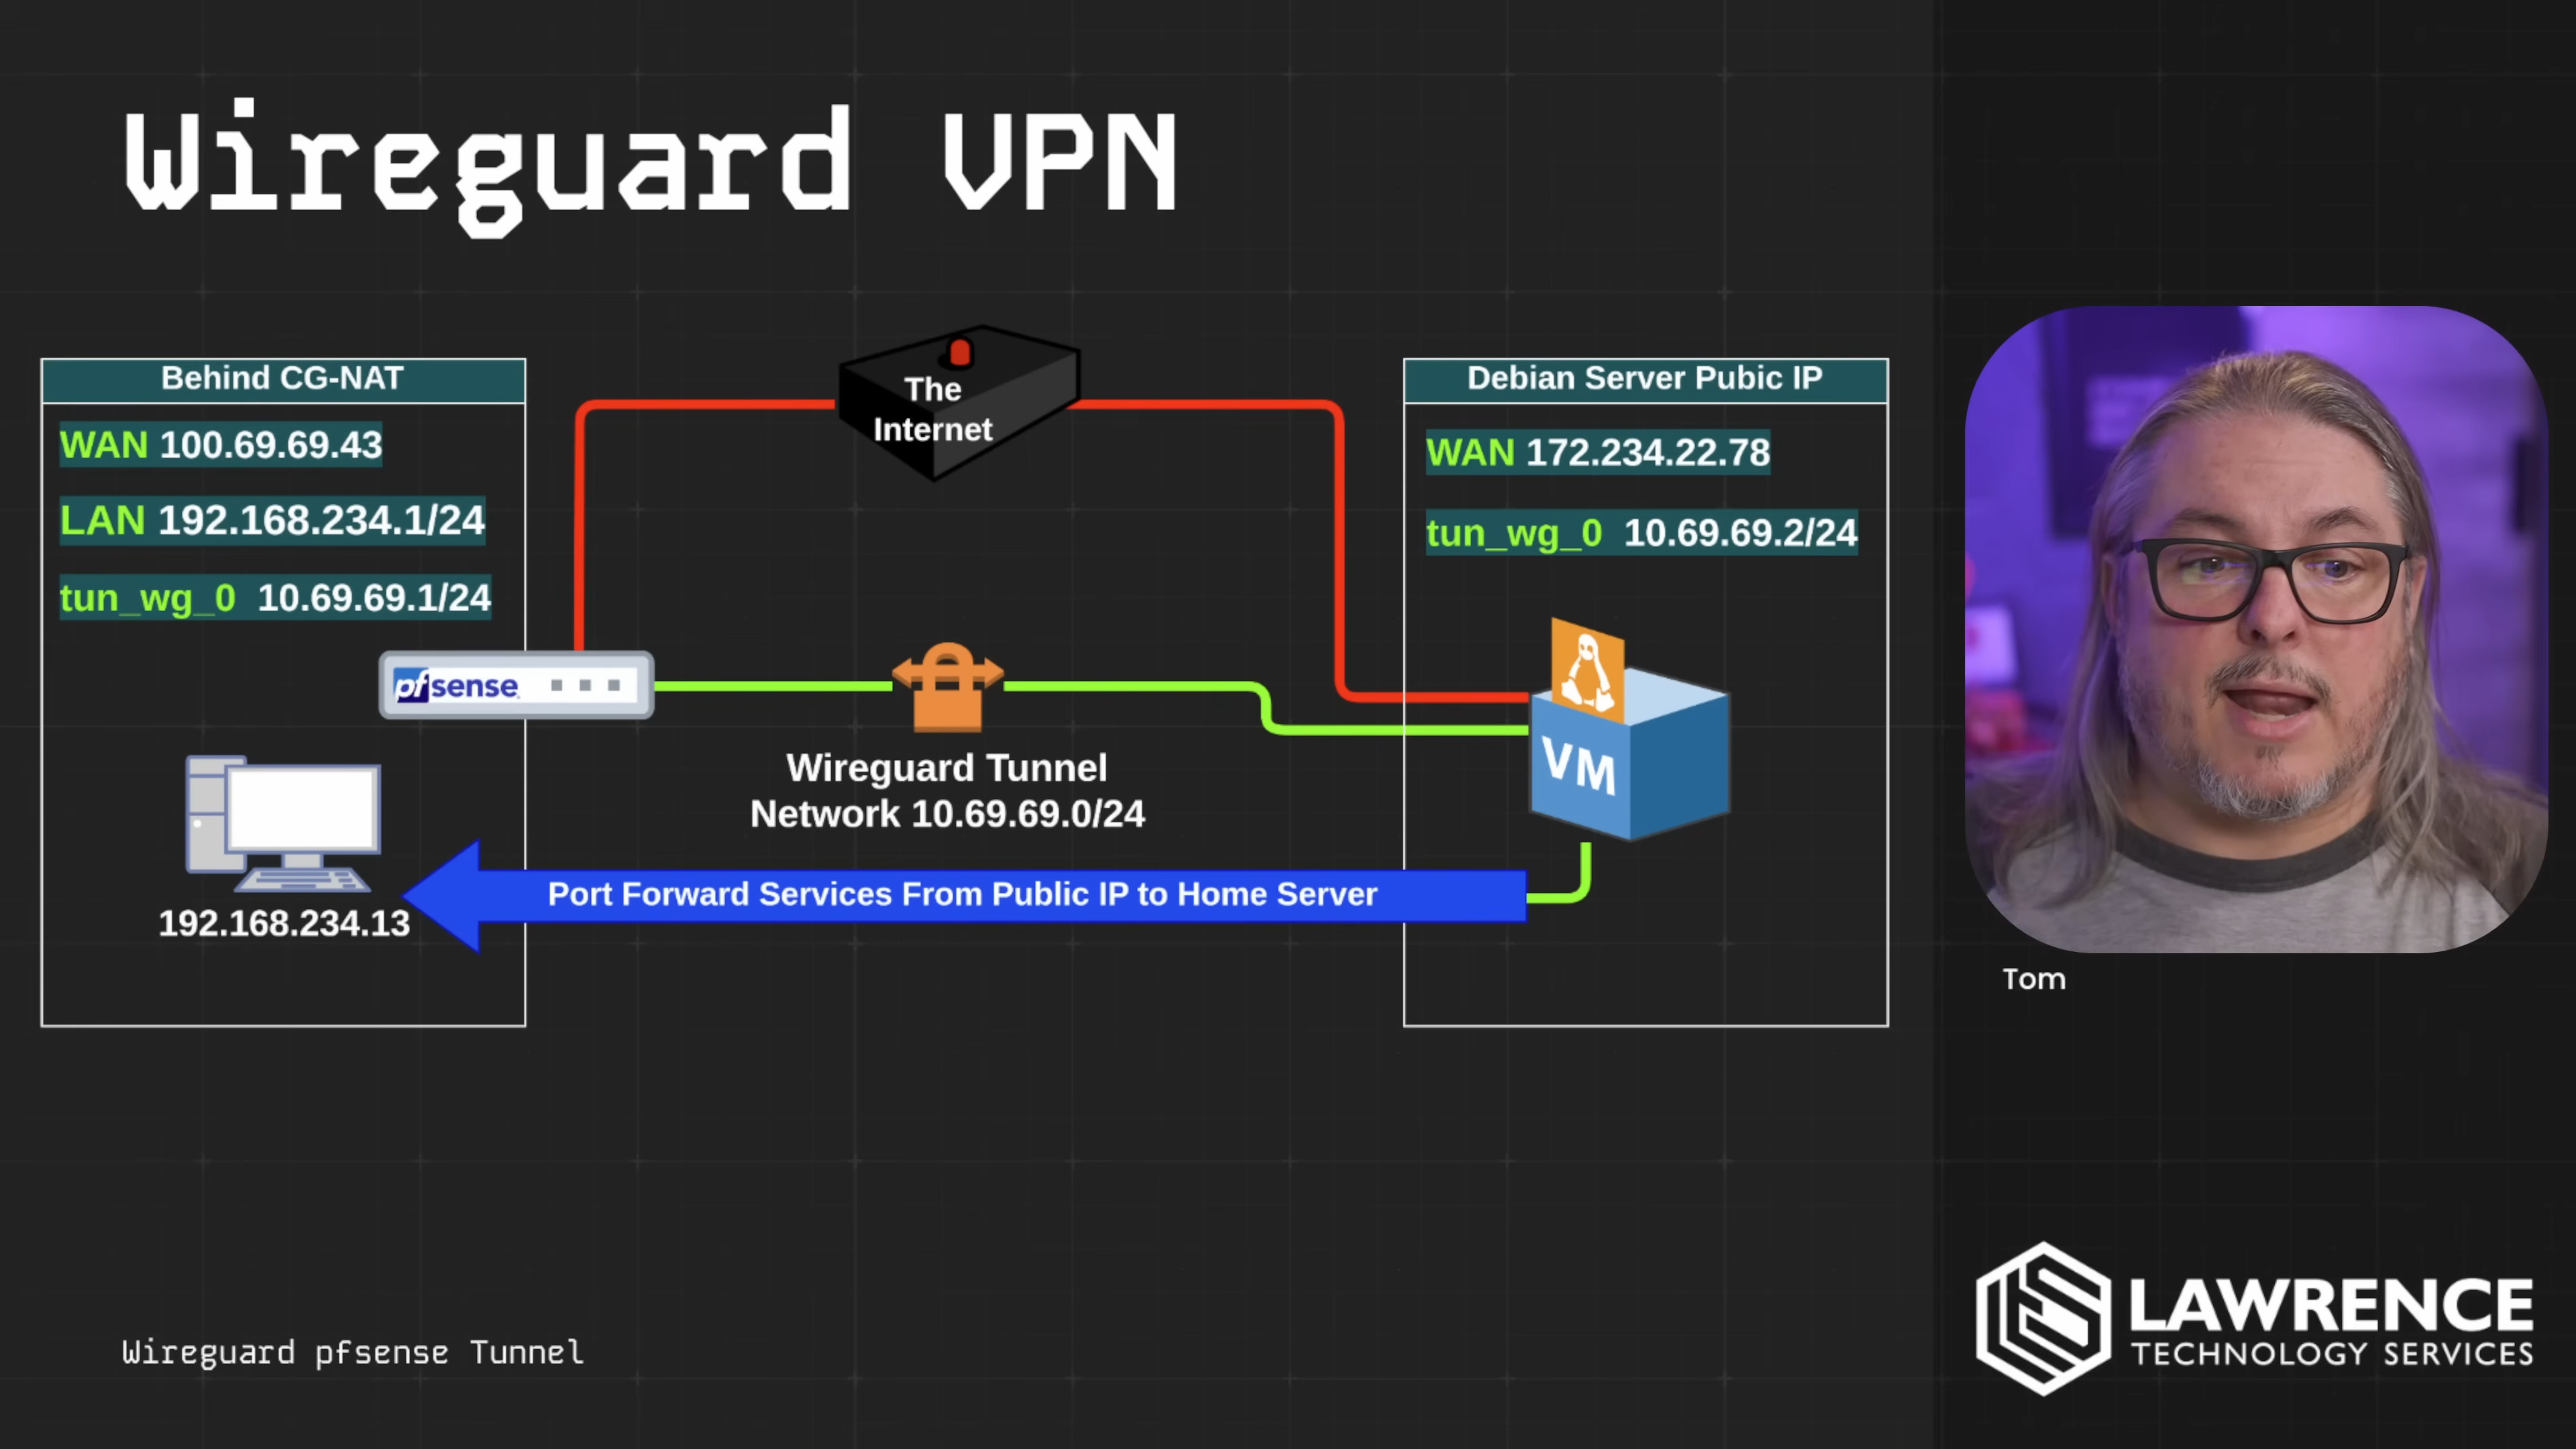 Wireguard VPN
The
Internet
Behind CG-NAT
WAN 100.69.69.43
LAN 192.168.234.1/24
tun_wg_0 10.69.69.1/24
pfsense
192.168.234.13
Wireguard Tunnel
Network 10.69.69.0/24
Port Forward Services From Public IP to Home Server
Debian Server Pubic IP
WAN 172.234.22.78
tun_wg_0 10.69.69.2/24
VM
Tom
Wireguard pfsense Tunnel
LAWRENCE
TECHNOLOGY SERVICES